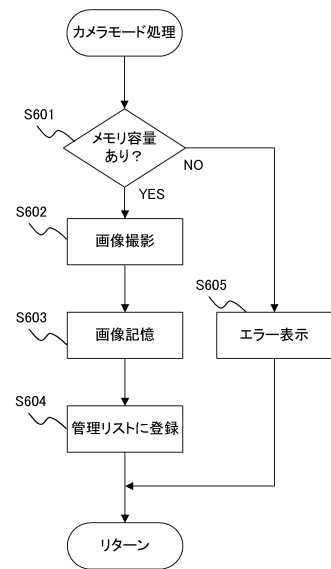 カメラモード処理
S601
メモリ容量
あり？
NO
YES
S602
画像撮影
S605
S603
画像記憶
エラー表示
S604
管理リストに登録
リターン